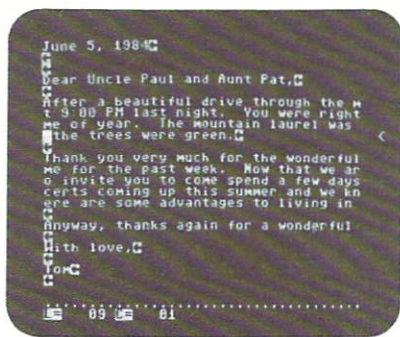 June 5, 1984
Dear Uncle Paul and Aunt Pat,
After a beautiful drive through the m
t 9:00 PM last night. You were right
me of year. The mountain laurel was
the trees were green.
Thank you very much for the wonderful
me for the past week. Now that we ar
o invite you to come spend a few days
certs coming up this summer and we kn
ere are some advantages to living in
Anyway, thanks again for a wonderful
With love,
Tom
09 01